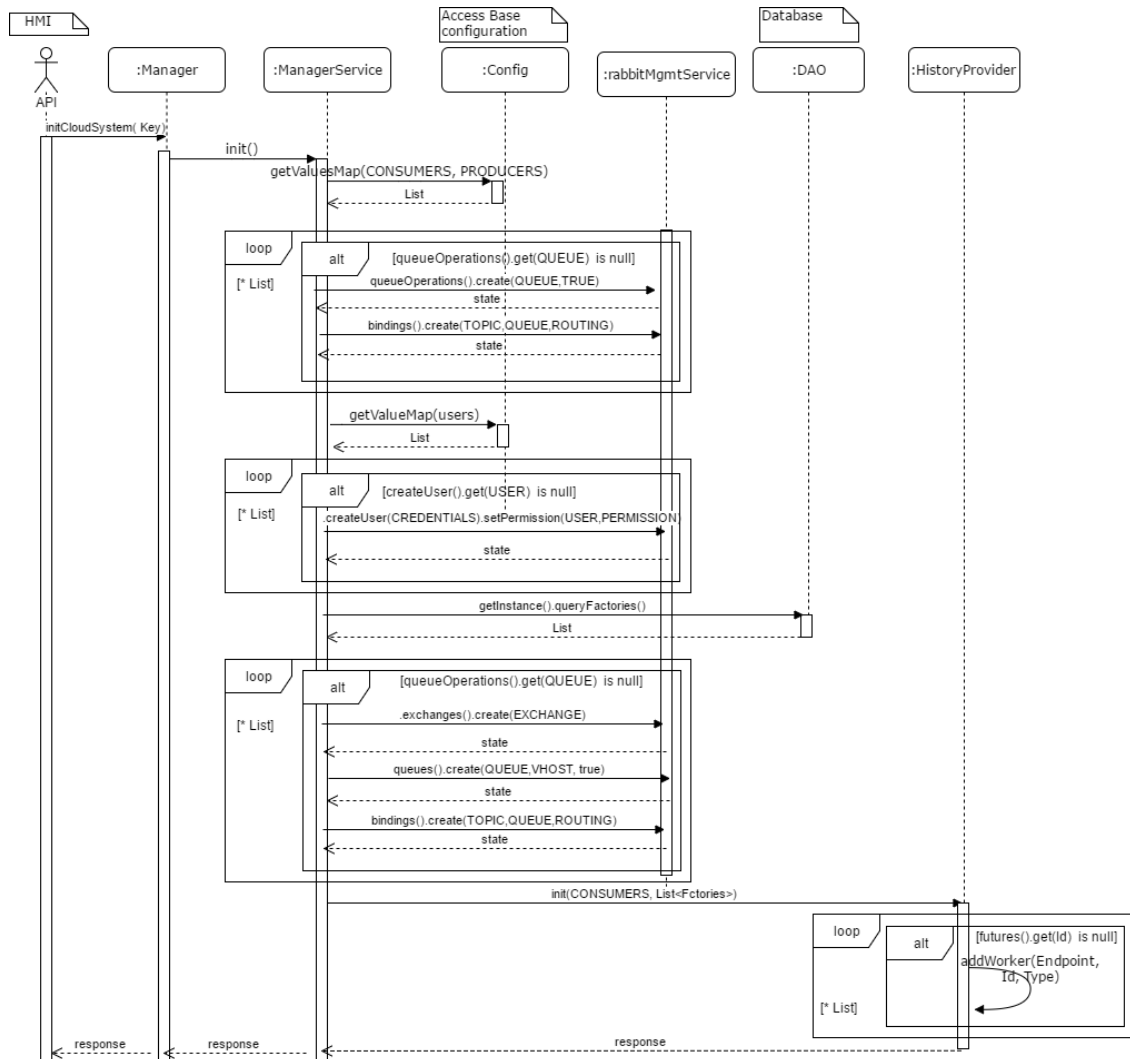 HMI
Access Base
configuration
Database
:Manager
:ManagerService
:Config
:rabbitMgmtService
:DAO
:HistoryProvider
API
initCloudSystem( Key)
init()
getValuesMap(CONSUMERS, PRODUCERS)
List
loop
alt
[queueOperations().get(QUEUE) is null]
[* List]
queueOperations().create(QUEUE,TRUE)
state
bindings().create(TOPIC,QUEUE,ROUTING)
state
getValueMap(users)
List
loop
alt
[createUser().get(USER) is null]
[* List]
.createUser(CREDENTIALS).setPermission(USER,PERMISSION)
state
getInstance().queryFactories()
List
loop
alt
[queueOperations().get(QUEUE) is null]
[* List]
.exchanges().create(EXCHANGE)
state
queues().create(QUEUE,VHOST, true)
state
bindings().create(TOPIC,QUEUE,ROUTING)
state
init(CONSUMERS, List<Fctories>)
loop
alt
[futures().get(Id) is null]
addWorker(Endpoint,
Id, Type)
[* List]
response
response
response